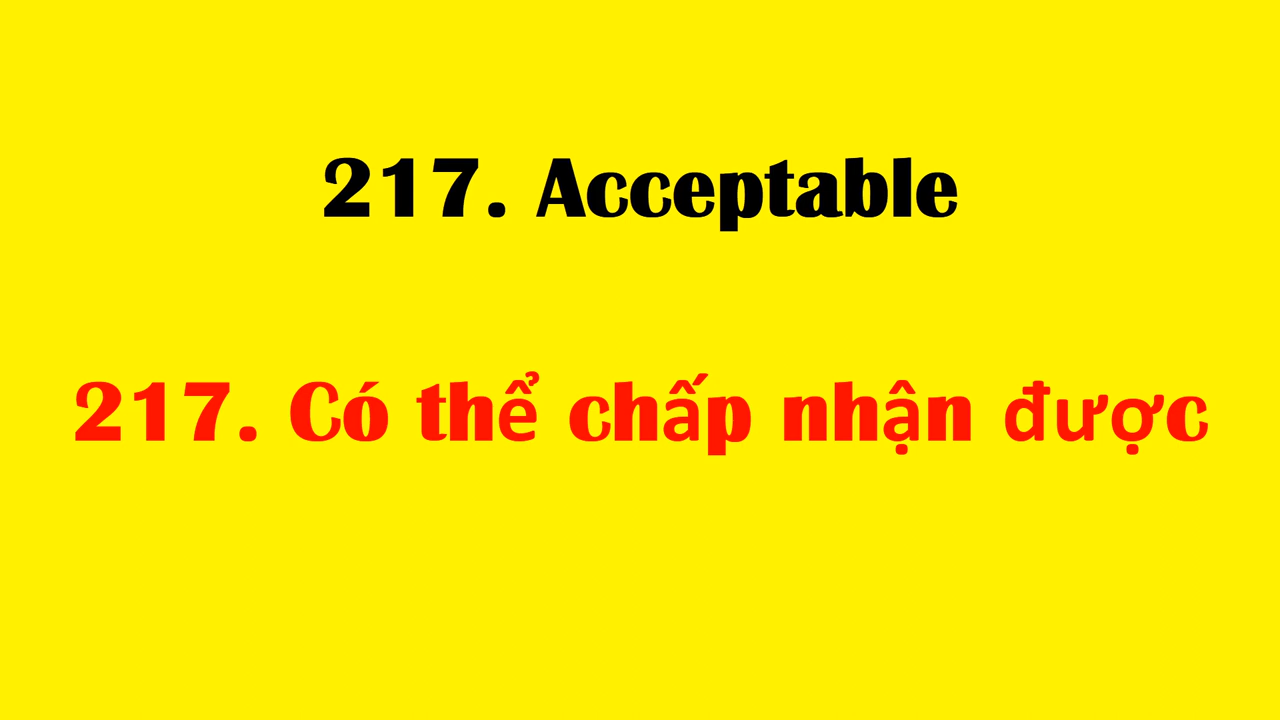 217. Acceptable
217. Có thể chấp nhận được